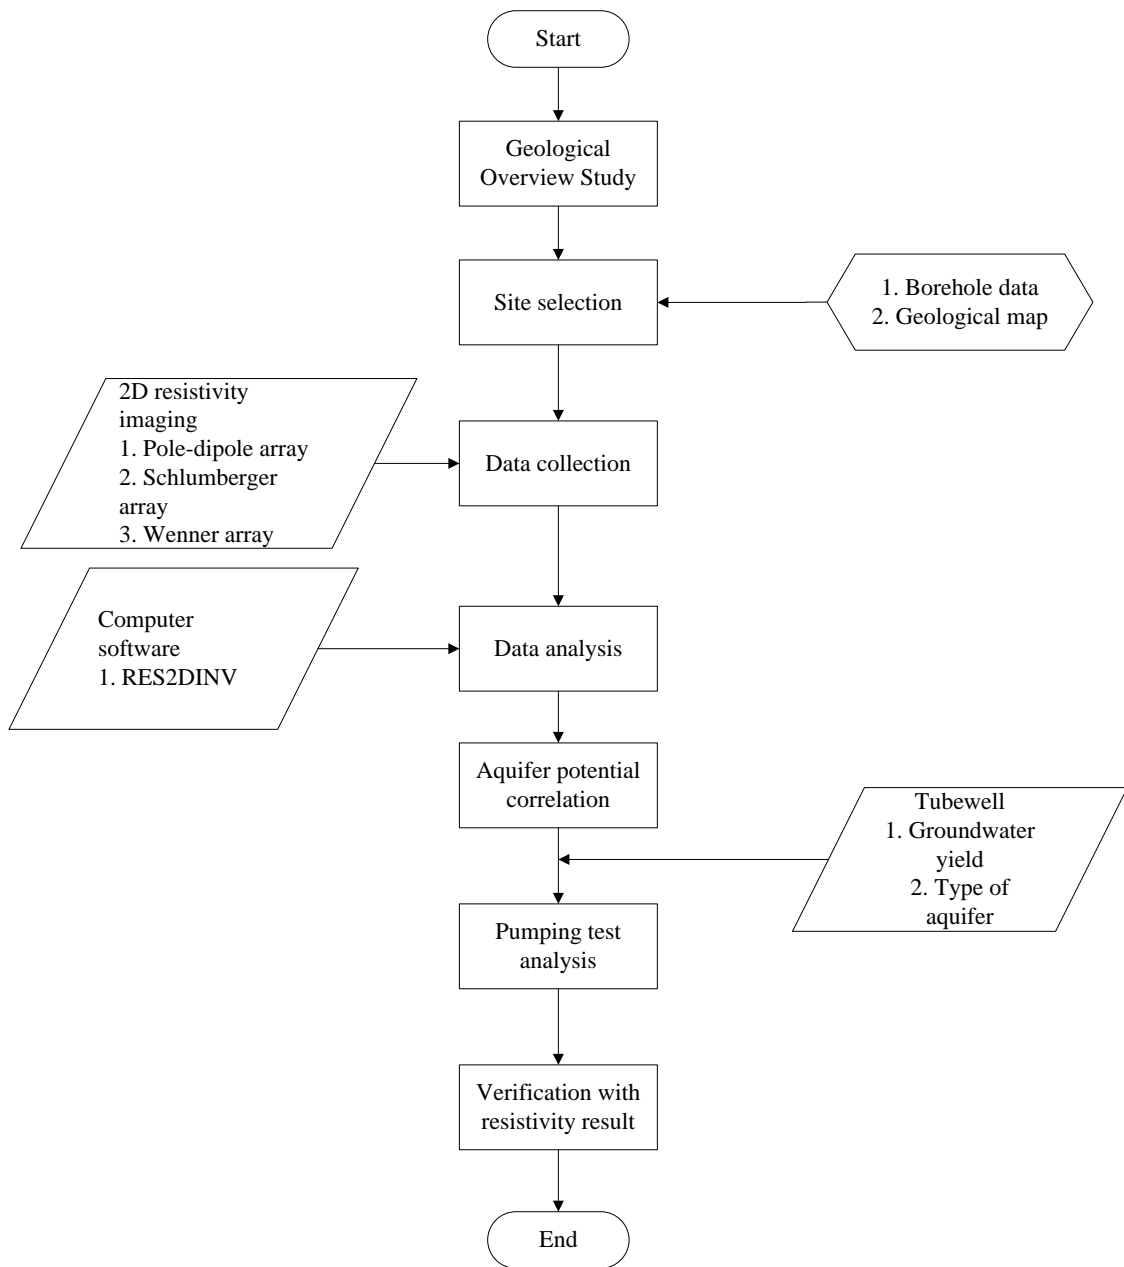 Start
Geological
Overview Study
Site selection
1. Borehole data
2. Geological map
2D resistivity
imaging
1. Pole-dipole array
2. Schlumberger
array
3. Wenner array
Data collection
Computer
software
1. RES2DINV
Data analysis
Aquifer potential
correlation
Tubewell
1. Groundwater
yield
2. Type of
aquifer
Pumping test
analysis
Verification with
resistivity result
End